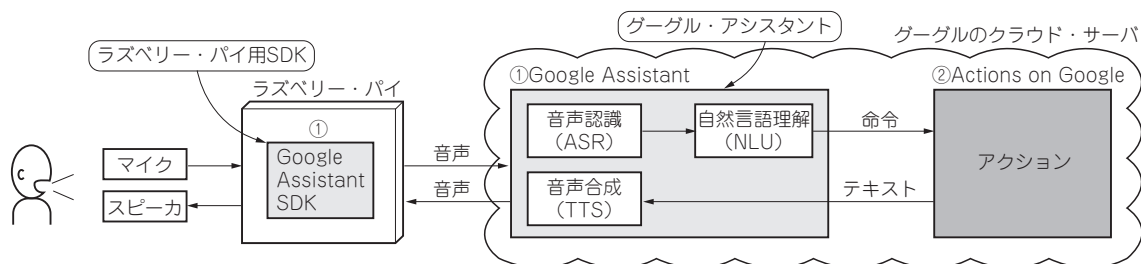 グーグル・アシスタント
グーグルのクラウド・サーバ
ラズベリー・パイ用SDK
①Google Assistant
②Actions on Google
ラズベリー・パイ
①
Google
Assistant
SDK
マイク
スピーカ
音声
音声
音声認識
(ASR)
自然言語理解
(NLU)
命令
音声合成
(TTS)
テキスト
アクション